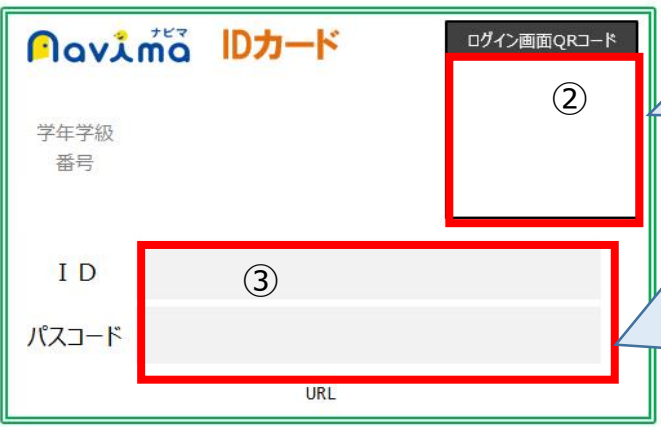 ナビマ
navima IDカード
ログイン画面QRコード
②
学年学級
番号
ＩＤ
③
パスコード
URL